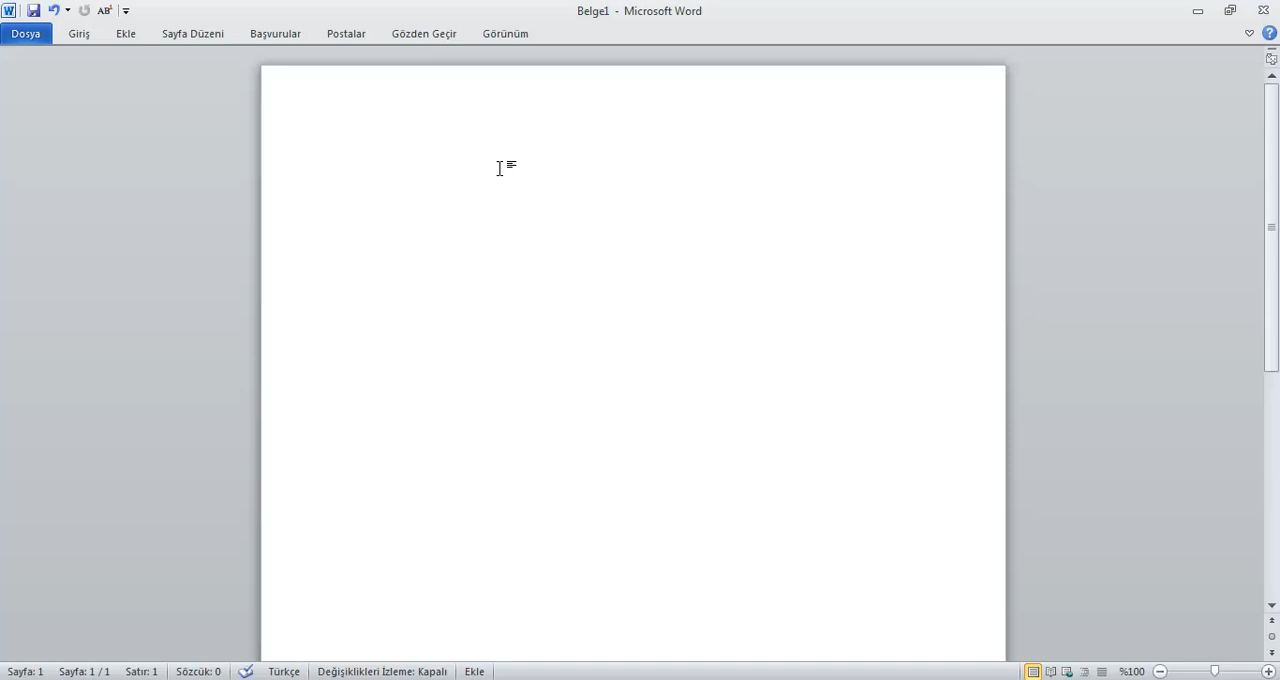 W AB¹ Belge1 - Microsoft Word
Dosya Giriş Ekle Sayfa Düzeni Başvurular Postalar Gözden Geçir Görünüm ?
Sayfa: 1 Sayfa: 1 / 1 Satır: 1 Sözcük: 0 Türkçe Değişiklikleri İzleme: Kapalı Ekle %100